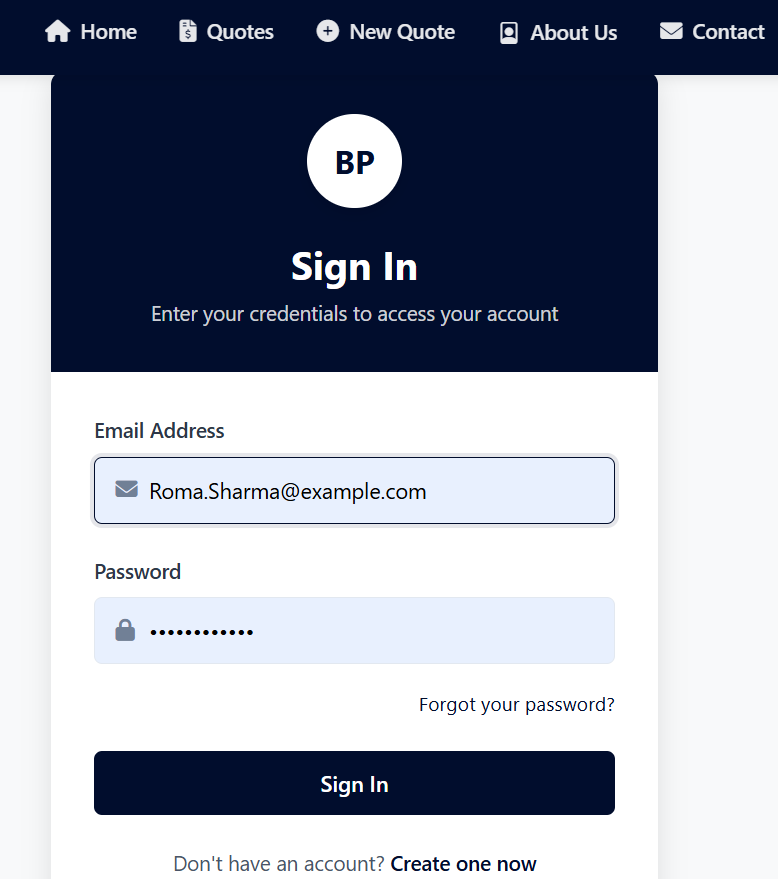 Home Quotes New Quote About Us Contact
BP
Sign In
Enter your credentials to access your account
Email Address
Roma.Sharma@example.com
Password
••••••••••••
Forgot your password?
Sign In
Don't have an account? Create one now